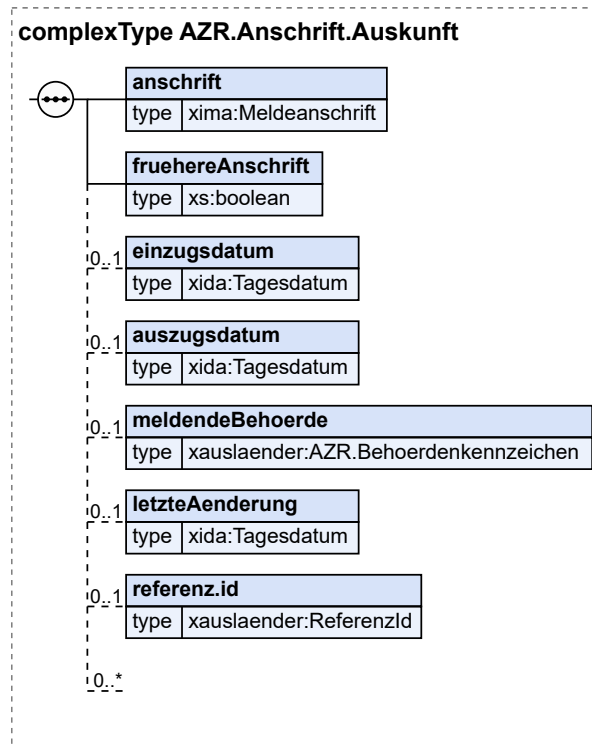 complexType AZR.Anschrift.Auskunft
anschrift
type xima:Meldeanschrift
fruehereAnschrift
type xs:boolean
0..1 einzugsdatum
type xida:Tagesdatum
0..1 auszugsdatum
type xida:Tagesdatum
0..1 meldendeBehoerde
type xauslaender:AZR.Behoerdenkennzeichen
0..1 letzteAenderung
type xida:Tagesdatum
0..1 referenz.id
type xauslaender:ReferenzId
0..*